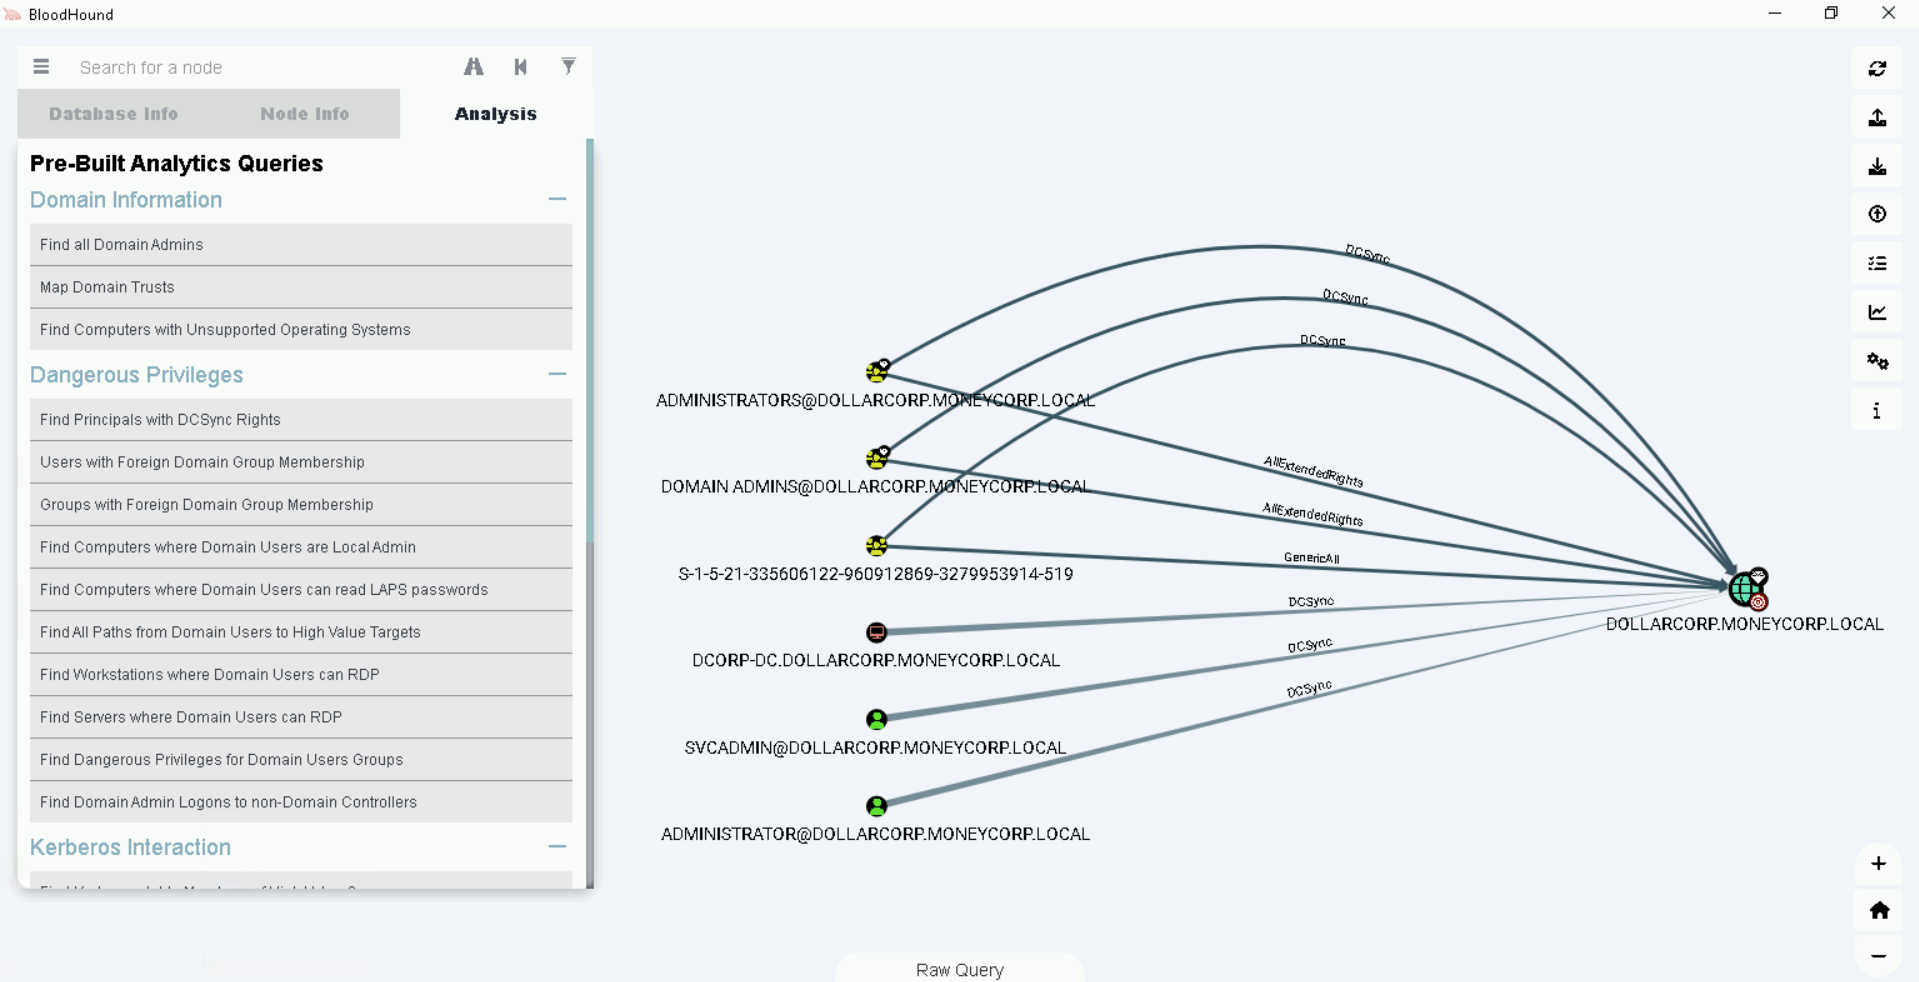 BloodHound
Search for a node
Database Info Node Info Analysis
Pre-Built Analytics Queries
Domain Information
Find all Domain Admins
Map Domain Trusts
Find Computers with Unsupported Operating Systems
Dangerous Privileges
Find Principals with DCSync Rights
Users with Foreign Domain Group Membership
Groups with Foreign Domain Group Membership
Find Computers where Domain Users are Local Admin
Find Computers where Domain Users can read LAPS passwords
Find All Paths from Domain Users to High Value Targets
Find Workstations where Domain Users can RDP
Find Servers where Domain Users can RDP
Find Dangerous Privileges for Domain Users Groups
Find Domain Admin Logons to non-Domain Controllers
Kerberos Interaction
DCSync
DCSync
DCSync
ADMINISTRATORS@DOLLARCORP.MONEYCORP.LOCAL
AllExtendedRights
DOMAIN ADMINS@DOLLARCORP.MONEYCORP.LOCAL
AllExtendedRights
GenericAll
S-1-5-21-335606122-960912869-3279953914-519
DCSync
DOLLARCORP.MONEYCORP.LOCAL
DCSync
DCORP-DC.DOLLARCORP.MONEYCORP.LOCAL
DCSync
SVCADMIN@DOLLARCORP.MONEYCORP.LOCAL
ADMINISTRATOR@DOLLARCORP.MONEYCORP.LOCAL
Raw Query